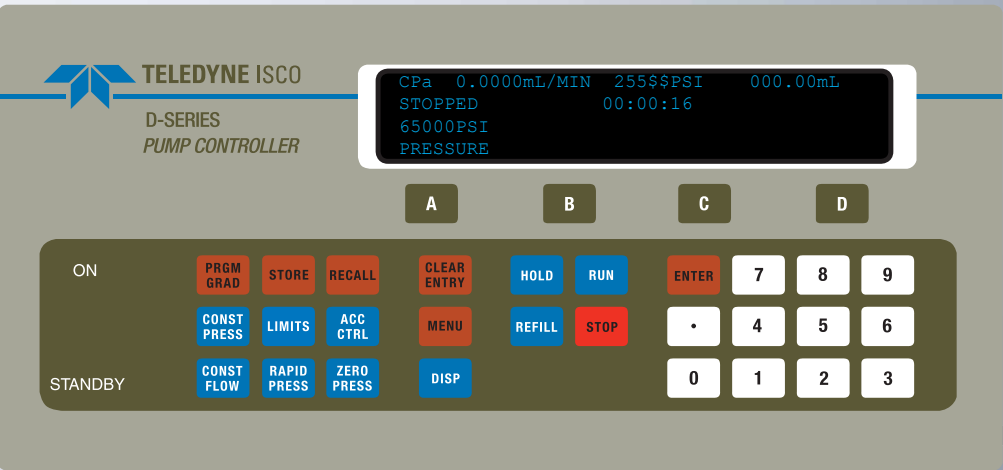 TELEDYNE ISCO
D-SERIES
PUMP CONTROLLER
CPa 0.0000mL/MIN 255$$PSI 000.00mL
STOPPED 00:00:16
65000PSI
PRESSURE
A B C D
ON
PRGM GRAD STORE RECALL CLEAR ENTRY HOLD RUN ENTER 7 8 9
CONST PRESS LIMITS ACC CTRL MENU REFILL STOP . 4 5 6
STANDBY
CONST FLOW RAPID PRESS ZERO PRESS DISP 0 1 2 3